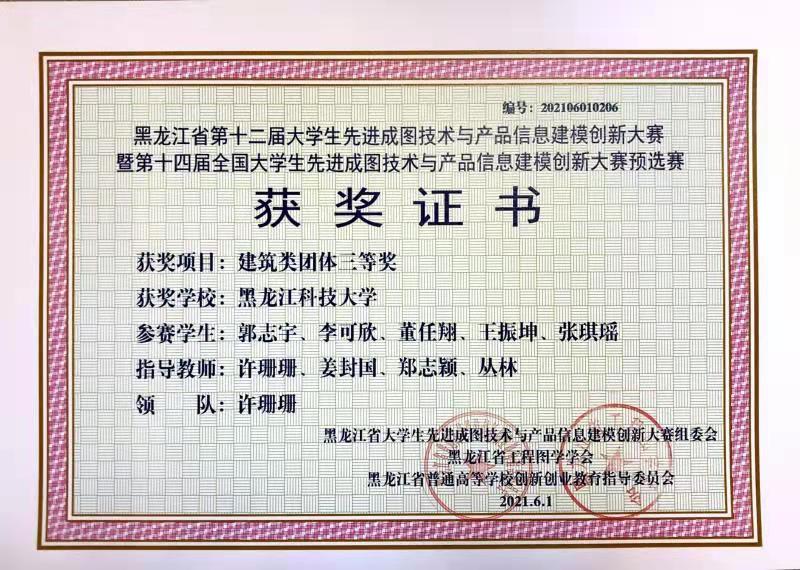 编号：202106010206
黑龙江省第十二届大学生先进成图技术与产品信息建模创新大赛
暨第十四届全国大学生先进成图技术与产品信息建模创新大赛预选赛
获奖证书
获奖项目：建筑类团体三等奖
获奖学校：黑龙江科技大学
参赛学生：郭志宇、李可欣、董任翔、王振坤、张琪瑶
指导教师：许珊珊、姜封国、郑志颖、丛林
领 队：许珊珊
黑龙江省大学生先进成图技术与产品信息建模创新大赛组委会
黑龙江省工程图学学会
黑龙江省普通高等学校创新创业教育指导委员会
2021.6.1